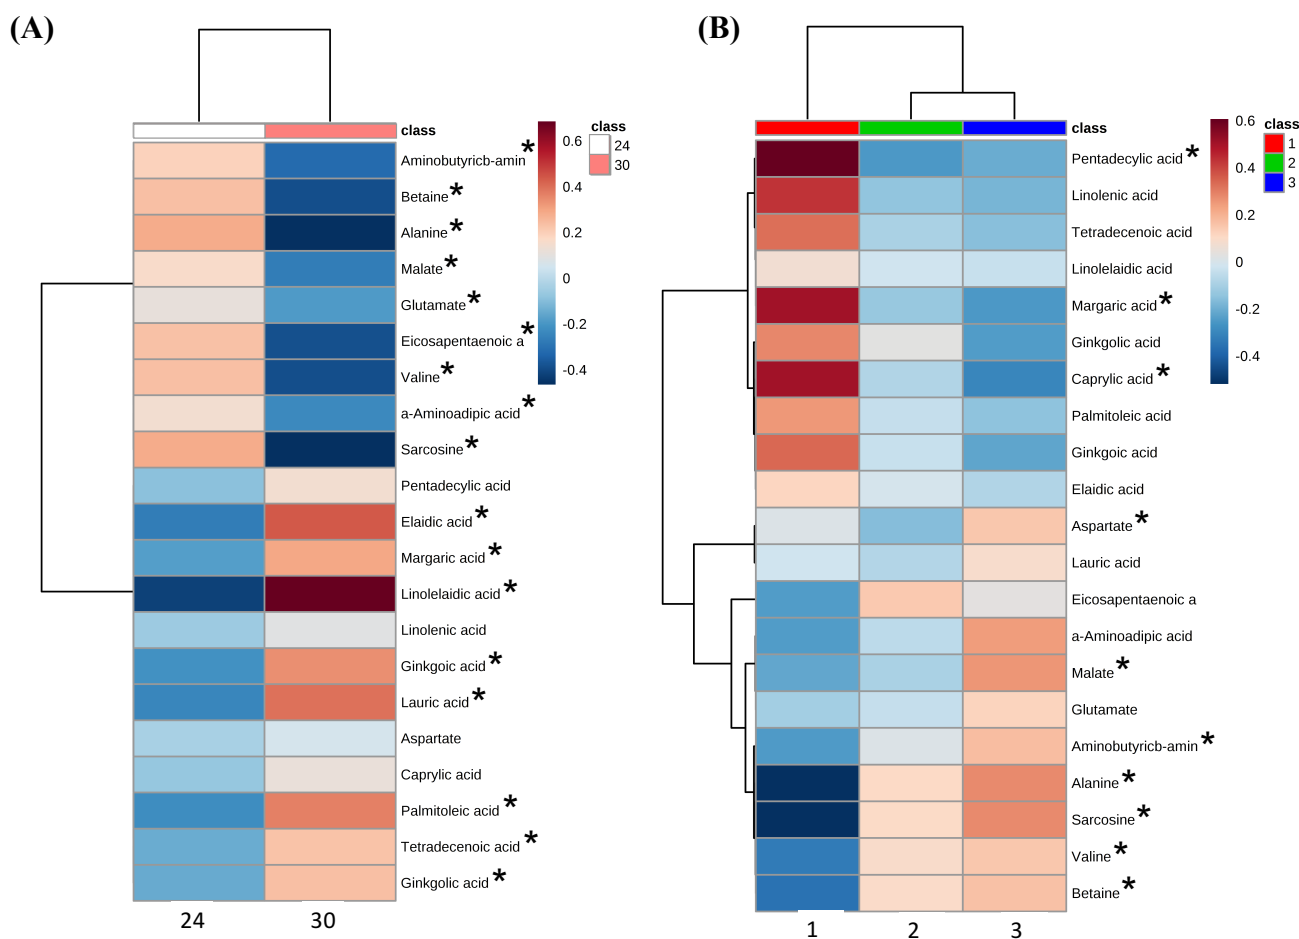 (A)
class
Aminobutyricb-amin*
Betaine*
Alanine*
Malate*
Glutamate*
Eicosapentaenoic a*
Valine*
a-Aminoadipic acid*
Sarcosine*
Pentadecylic acid
Elaidic acid*
Margaric acid*
Linolelaidic acid*
Linolenic acid
Ginkgoic acid*
Lauric acid*
Aspartate
Caprylic acid
Palmitoleic acid*
Tetradecenoic acid*
Ginkgolic acid*
24 30
0.6
0.4
0.2
0
-0.2
-0.4
class
24
30
(B)
class
Pentadecylic acid*
Linolenic acid
Tetradecenoic acid
Linolelaidic acid
Margaric acid*
Ginkgolic acid
Caprylic acid*
Palmitoleic acid
Ginkgoic acid
Elaidic acid
Aspartate*
Lauric acid
Eicosapentaenoic a
a-Aminoadipic acid
Malate*
Glutamate
Aminobutyricb-amin*
Alanine*
Sarcosine*
Valine*
Betaine*
1 2 3
0.6
0.4
0.2
0
-0.2
-0.4
class
1
2
3